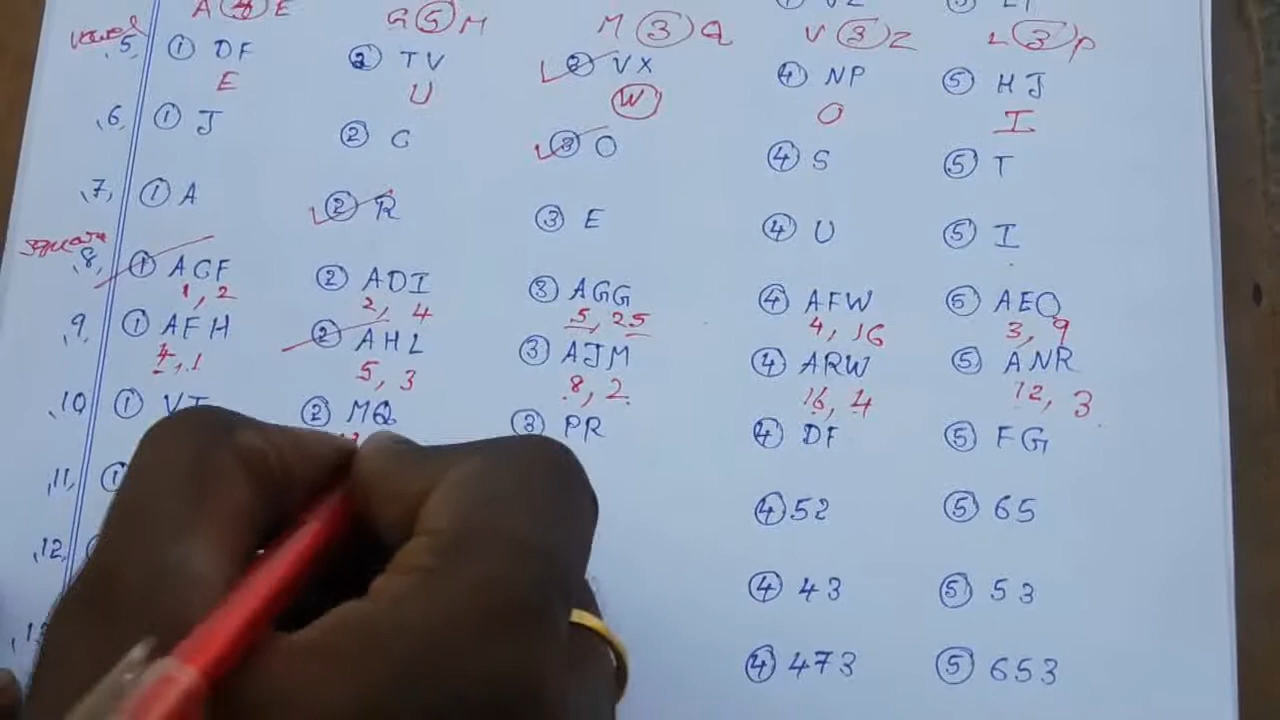 A E G 5 M M 3 Q V 3 Z L 3 P
vowel
5, ① DF ② TV ③ VX ④ NP ⑤ HJ
E U W O I
6, ① J ② G ③ O ④ S ⑤ T
7, ① A ② R ③ E ④ U ⑤ I
square
8, ① ACF ② ADI ③ AGG ④ AFW ⑤ AEO
1, 2 2, 4 5, 25 4, 16 3, 9
9, ① AFH ② AHL ③ AJM ④ ARW ⑤ ANR
4, 1 5, 3 8, 2 16, 4 12, 3
10 ① ② MQ ③ PR ④ DF ⑤ FG
11, ① ④ 52 ⑤ 65
12, ④ 43 ⑤ 53
④ 473 ⑤ 653